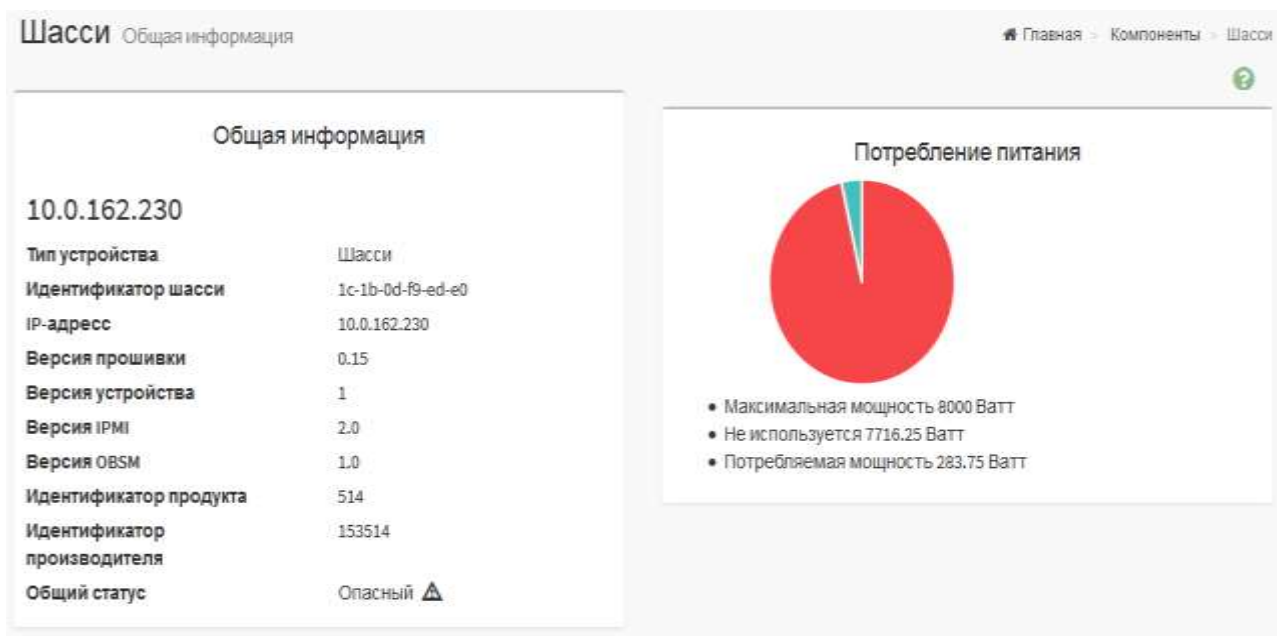 Шасси Общая информация
Главная > Компоненты > Шасси
Общая информация
10.0.162.230
Тип устройства Шасси
Идентификатор шасси 1c-1b-0d-f9-ed-e0
IP-адресс 10.0.162.230
Версия прошивки 0.15
Версия устройства 1
Версия IPMI 2.0
Версия OBSM 1.0
Идентификатор продукта 514
Идентификатор 153514
производителя
Общий статус Опасный
Потребление питания
• Максимальная мощность 8000 Ватт
• Не используется 7716.25 Ватт
• Потребляемая мощность 283.75 Ватт